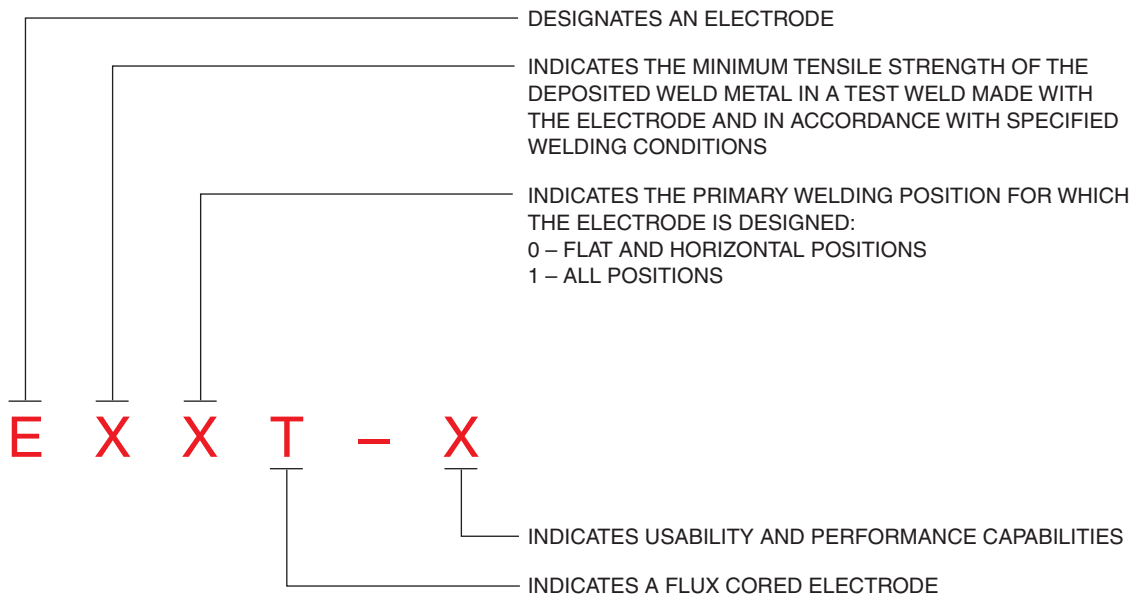 DESIGNATES AN ELECTRODE
INDICATES THE MINIMUM TENSILE STRENGTH OF THE
DEPOSITED WELD METAL IN A TEST WELD MADE WITH
THE ELECTRODE AND IN ACCORDANCE WITH SPECIFIED
WELDING CONDITIONS
INDICATES THE PRIMARY WELDING POSITION FOR WHICH
THE ELECTRODE IS DESIGNED:
0 – FLAT AND HORIZONTAL POSITIONS
1 – ALL POSITIONS
E X X T – X
INDICATES USABILITY AND PERFORMANCE CAPABILITIES
INDICATES A FLUX CORED ELECTRODE